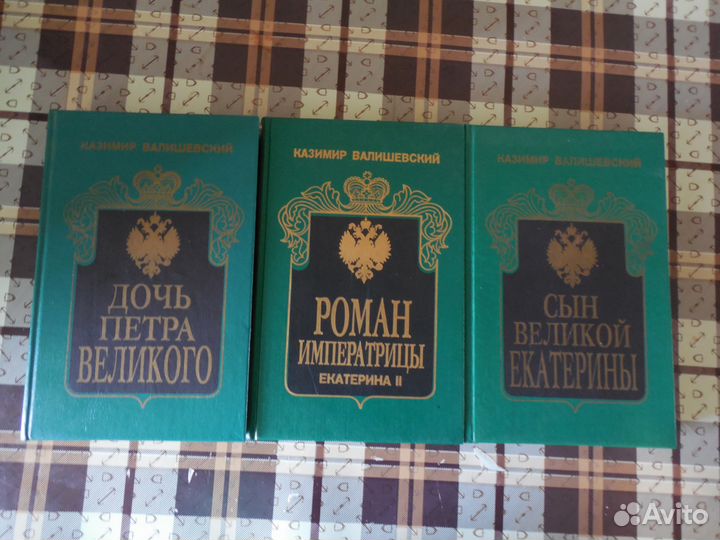 КАЗИМИР ВАЛИШЕВСКИЙ
ДОЧЬ
ПЕТРА
ВЕЛИКОГО
КАЗИМИР ВАЛИШЕВСКИЙ
РОМАН
ИМПЕРАТРИЦЫ
ЕКАТЕРИНА II
КАЗИМИР ВАЛИШЕВСКИЙ
СЫН
ВЕЛИКОЙ
ЕКАТЕРИНЫ
Avito